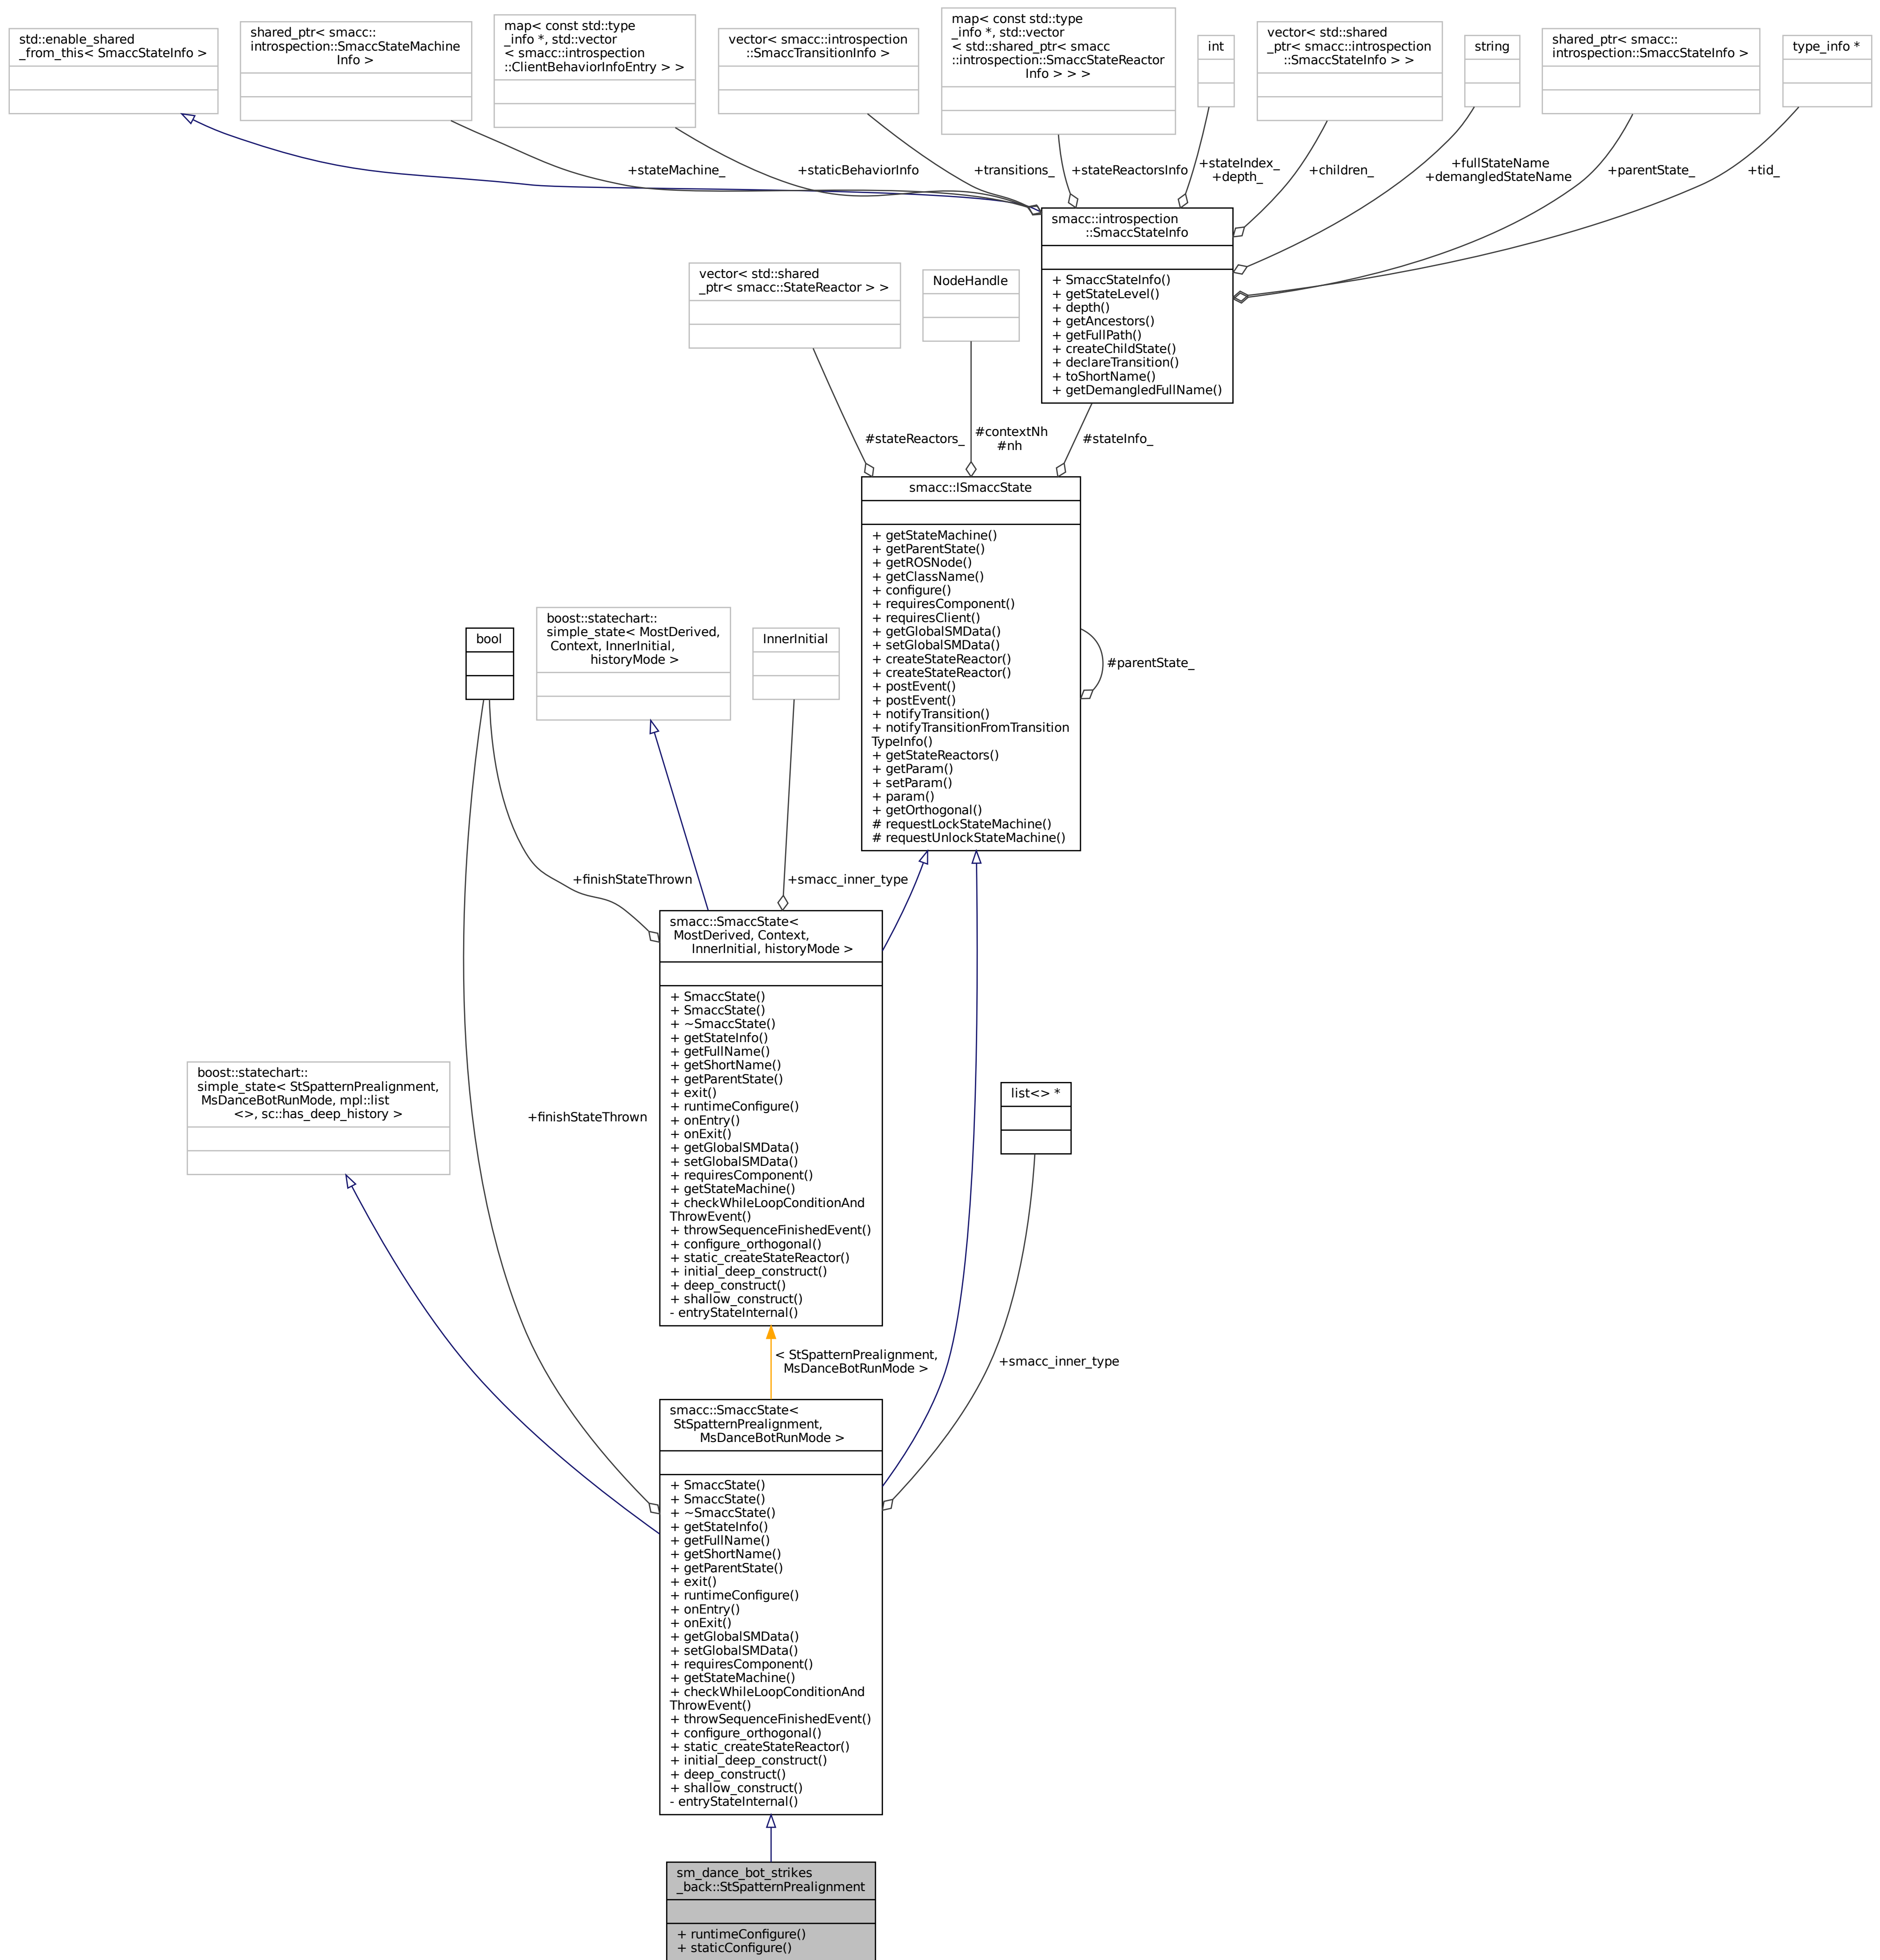 std::enable_shared
_from_this< SmaccStateInfo >
shared_ptr< smacc::
introspection::SmaccStateMachine
Info >
map< const std::type
_info *, std::vector
< smacc::introspection
::ClientBehaviorInfoEntry > >
vector< smacc::introspection
::SmaccTransitionInfo >
map< const std::type
_info *, std::vector
< std::shared_ptr< smacc
::introspection::SmaccStateReactor
Info > > >
int
vector< std::shared
_ptr< smacc::introspection
::SmaccStateInfo > >
string
shared_ptr< smacc::
introspection::SmaccStateInfo >
type_info *
+stateMachine_
+staticBehaviorInfo
+transitions_
+stateReactorsInfo
+stateIndex_
+depth_
+children_
+fullStateName
+demangledStateName
+parentState_
+tid_
smacc::introspection
::SmaccStateInfo
+ SmaccStateInfo()
+ getStateLevel()
+ depth()
+ getAncestors()
+ getFullPath()
+ createChildState()
+ declareTransition()
+ toShortName()
+ getDemangledFullName()
vector< std::shared
_ptr< smacc::StateReactor > >
NodeHandle
#stateReactors_
#contextNh
#nh
#stateInfo_
smacc::ISmaccState
+ getStateMachine()
+ getParentState()
+ getROSNode()
+ getClassName()
+ configure()
+ requiresComponent()
+ requiresClient()
+ getGlobalSMData()
+ setGlobalSMData()
+ createStateReactor()
+ createStateReactor()
+ postEvent()
+ postEvent()
+ notifyTransition()
+ notifyTransitionFromTransition
TypeInfo()
+ getStateReactors()
+ getParam()
+ setParam()
+ param()
+ getOrthogonal()
# requestLockStateMachine()
# requestUnlockStateMachine()
#parentState_
bool
boost::statechart::
simple_state< MostDerived,
Context, InnerInitial,
historyMode >
InnerInitial
+finishStateThrown
+smacc_inner_type
smacc::SmaccState<
MostDerived, Context,
InnerInitial, historyMode >
+ SmaccState()
+ SmaccState()
+ ~SmaccState()
+ getStateInfo()
+ getFullName()
+ getShortName()
+ getParentState()
+ exit()
+ runtimeConfigure()
+ onEntry()
+ onExit()
+ getGlobalSMData()
+ setGlobalSMData()
+ requiresComponent()
+ getStateMachine()
+ checkWhileLoopConditionAnd
ThrowEvent()
+ throwSequenceFinishedEvent()
+ configure_orthogonal()
+ static_createStateReactor()
+ initial_deep_construct()
+ deep_construct()
+ shallow_construct()
- entryStateInternal()
boost::statechart::
simple_state< StSpatternPrealignment,
MsDanceBotRunMode, mpl::list
<>, sc::has_deep_history >
+finishStateThrown
list<> *
< StSpatternPrealignment,
MsDanceBotRunMode >
+smacc_inner_type
smacc::SmaccState<
StSpatternPrealignment,
MsDanceBotRunMode >
+ SmaccState()
+ SmaccState()
+ ~SmaccState()
+ getStateInfo()
+ getFullName()
+ getShortName()
+ getParentState()
+ exit()
+ runtimeConfigure()
+ onEntry()
+ onExit()
+ getGlobalSMData()
+ setGlobalSMData()
+ requiresComponent()
+ getStateMachine()
+ checkWhileLoopConditionAnd
ThrowEvent()
+ throwSequenceFinishedEvent()
+ configure_orthogonal()
+ static_createStateReactor()
+ initial_deep_construct()
+ deep_construct()
+ shallow_construct()
- entryStateInternal()
sm_dance_bot_strikes
_back::StSpatternPrealignment
+ runtimeConfigure()
+ staticConfigure()